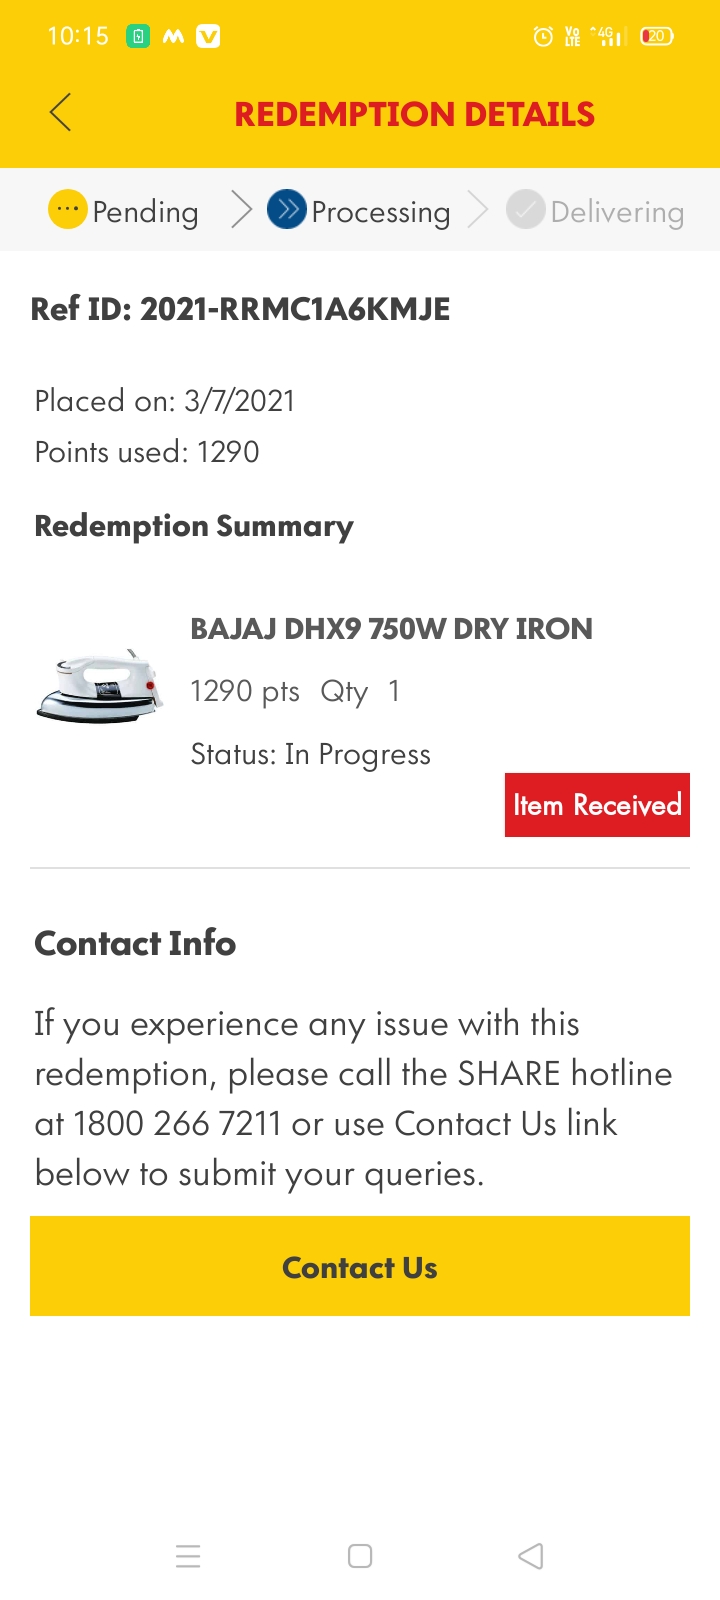 10:15
Vo LTE 4G 20
REDEMPTION DETAILS
Pending Processing Delivering
Ref ID: 2021-RRMC1A6KMJE
Placed on: 3/7/2021
Points used: 1290
Redemption Summary
BAJAJ DHX9 750W DRY IRON
1290 pts Qty 1
Status: In Progress
Item Received
Contact Info
If you experience any issue with this
redemption, please call the SHARE hotline
at 1800 266 7211 or use Contact Us link
below to submit your queries.
Contact Us